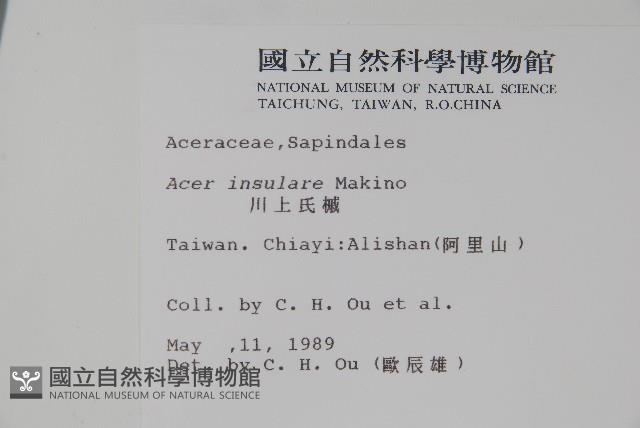 國立自然科學博物館
NATIONAL MUSEUM OF NATURAL SCIENCE
TAICHUNG, TAIWAN, R.O.CHINA
Aceraceae,Sapindales
Acer insulare Makino
川上氏槭
Taiwan. Chiayi:Alishan(阿里山)
Coll. by C. H. Ou et al.
May ,11, 1989
Det. by C. H. Ou (歐辰雄)
國立自然科學博物館
NATIONAL MUSEUM OF NATURAL SCIENCE